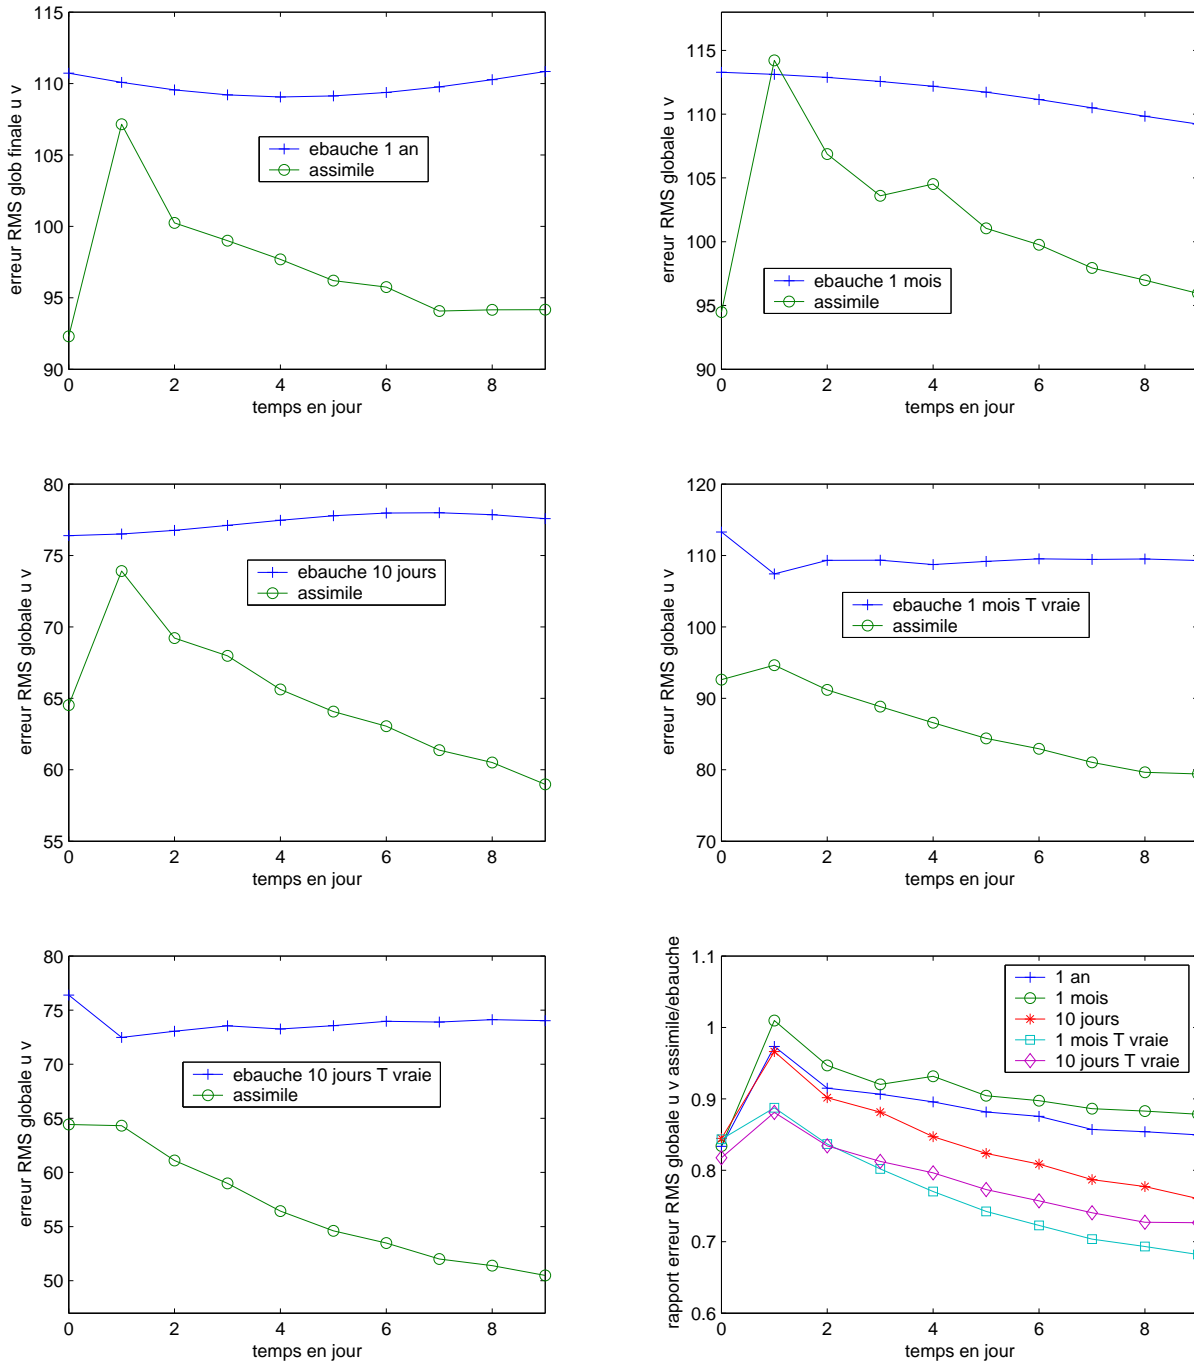 115
110
105
100
95
90
erreur RMS glob finale u v
ebauche 1 an
assimile
0 2 4 6 8
temps en jour
115
110
105
100
95
90
erreur RMS globale u v
ebauche 1 mois
assimile
0 2 4 6 8
temps en jour
80
75
70
65
60
55
erreur RMS globale u v
ebauche 10 jours
assimile
0 2 4 6 8
temps en jour
120
110
100
90
80
70
erreur RMS globale u v
ebauche 1 mois T vraie
assimile
0 2 4 6 8
temps en jour
80
75
70
65
60
55
50
erreur RMS globale u v
ebauche 10 jours T vraie
assimile
0 2 4 6 8
temps en jour
1.1
1
0.9
0.8
0.7
0.6
rapport erreur RMS globale u v assimile/ebauche
1 an
1 mois
10 jours
1 mois T vraie
10 jours T vraie
0 2 4 6 8
temps en jour